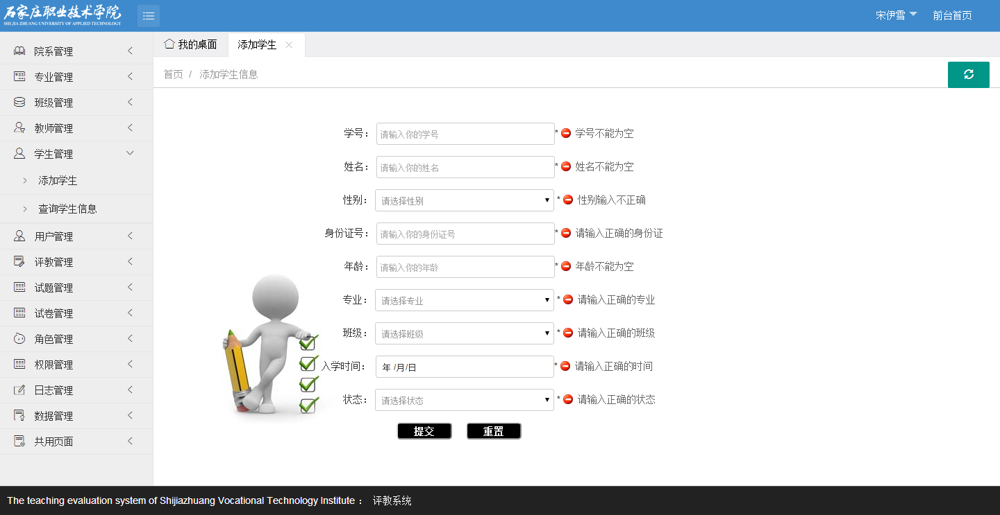 石家庄职业技术学院
SHI JIA ZHUANG UNIVERSITY OF APPLIED TECHNOLOGY
宋伊雪 前台首页
院系管理
专业管理
班级管理
教师管理
学生管理
添加学生
查询学生信息
用户管理
评教管理
试题管理
试卷管理
角色管理
权限管理
日志管理
数据管理
共用页面
我的桌面 添加学生
首页 / 添加学生信息
学号： 请输入你的学号 * 学号不能为空
姓名： 请输入你的姓名 * 姓名不能为空
性别： 请选择性别 * 性别输入不正确
身份证号： 请输入你的身份证号 * 请输入正确的身份证
年龄： 请输入你的年龄 * 年龄不能为空
专业： 请选择专业 * 请输入正确的专业
班级： 请选择班级 * 请输入正确的班级
入学时间： 年 /月/日 * 请输入正确的时间
状态： 请选择状态 * 请输入正确的状态
提交 重置
The teaching evaluation system of Shijiazhuang Vocational Technology Institute ： 评教系统